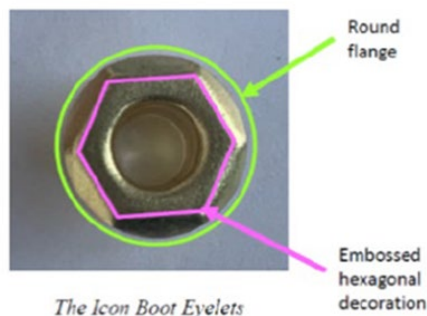 Round
flange
Embossed
hexagonal
decoration
The Icon Boot Eyelets